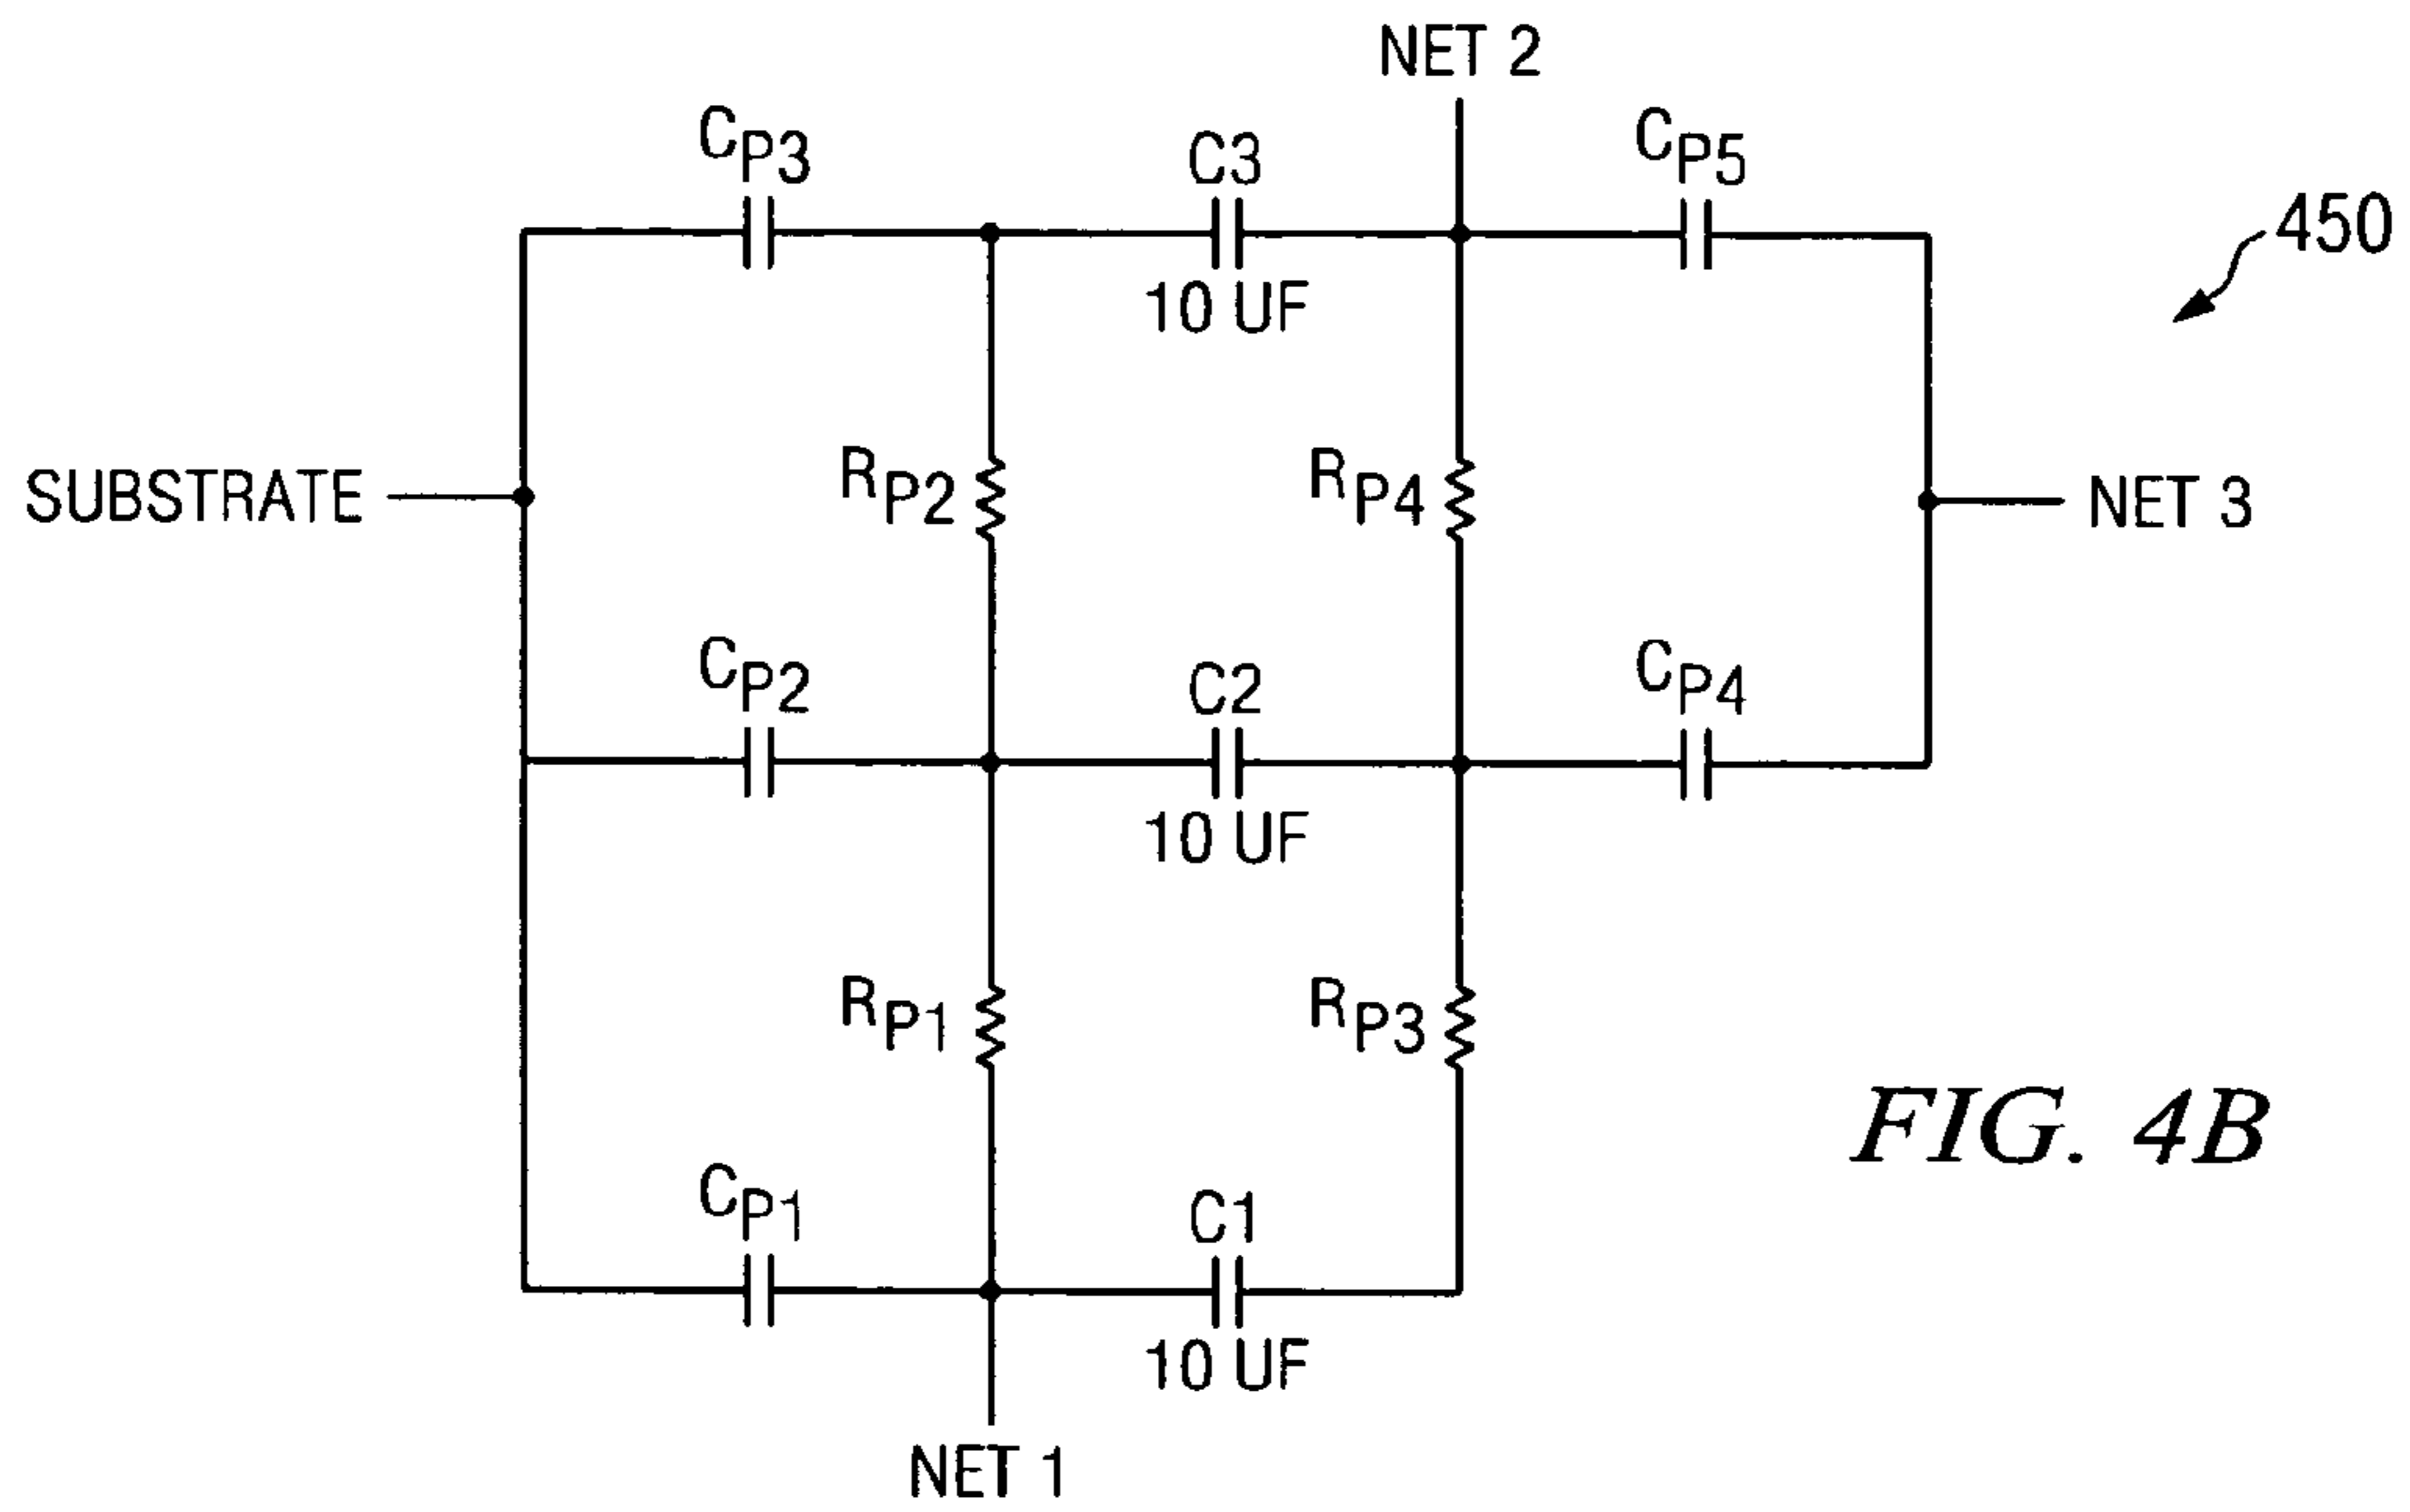 NET 2
CP3
C3
CP5
10 UF
450
RP2
RP4
SUBSTRATE
NET 3
CP2
C2
CP4
10 UF
RP1
RP3
FIG. 4B
CP1
C1
10 UF
NET 1